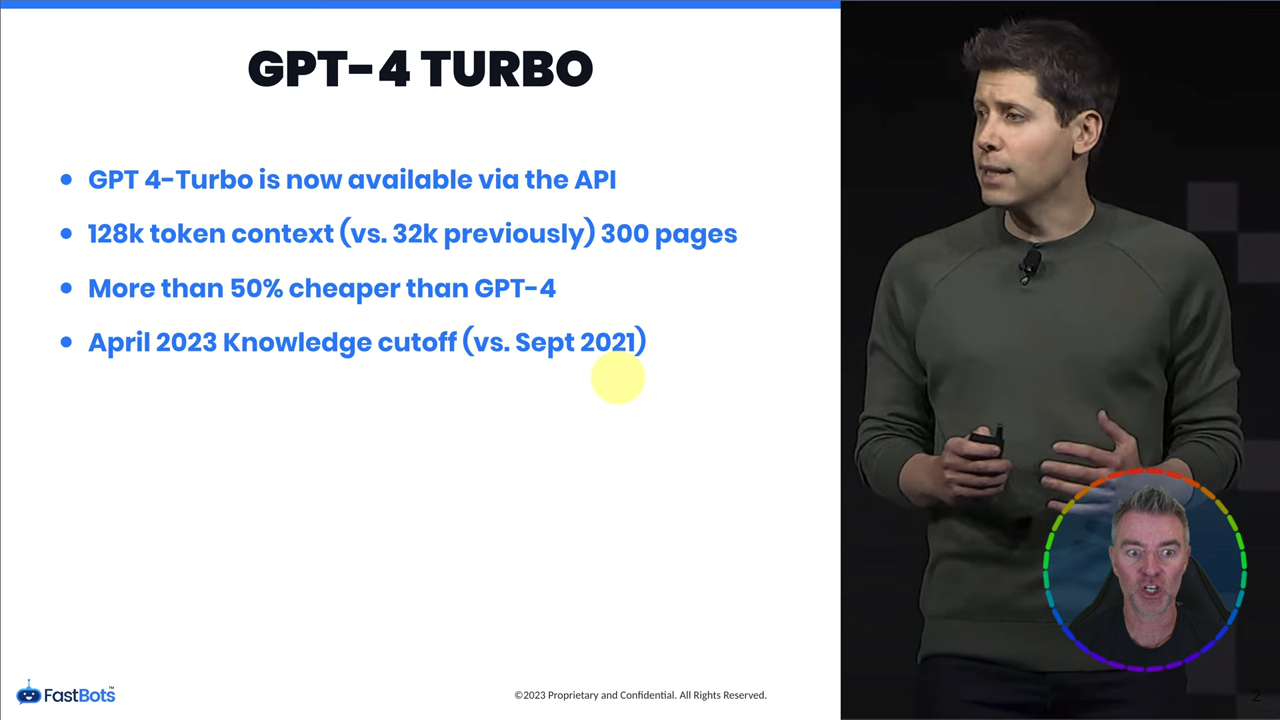 GPT-4 TURBO
GPT 4-Turbo is now available via the API
128k token context (vs. 32k previously) 300 pages
More than 50% cheaper than GPT-4
April 2023 Knowledge cutoff (vs. Sept 2021)
FastBots™
©2023 Proprietary and Confidential. All Rights Reserved.
2